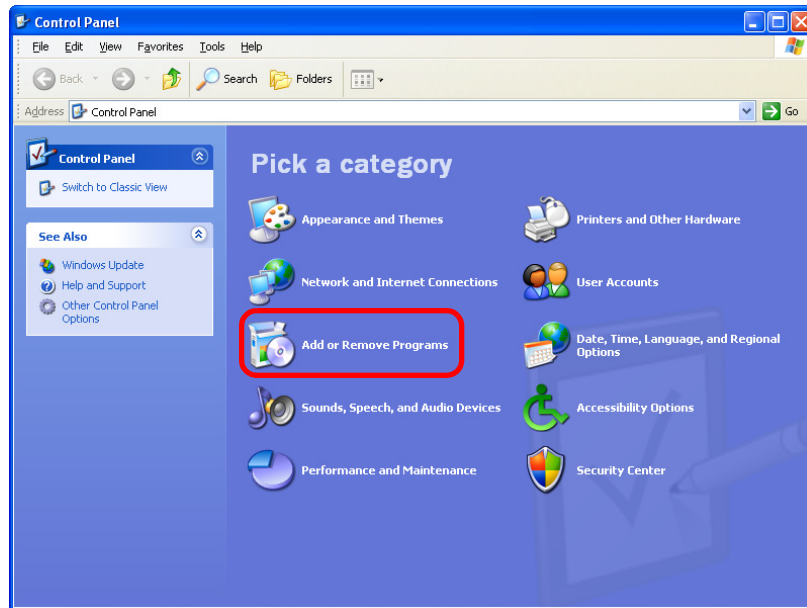 Control Panel
File Edit View Favorites Tools Help
Back Search Folders
Address Control Panel Go
Control Panel
Switch to Classic View
See Also
Windows Update
Help and Support
Other Control Panel
Options
Pick a category
Appearance and Themes
Printers and Other Hardware
Network and Internet Connections
User Accounts
Add or Remove Programs
Date, Time, Language, and Regional
Options
Sounds, Speech, and Audio Devices
Accessibility Options
Performance and Maintenance
Security Center